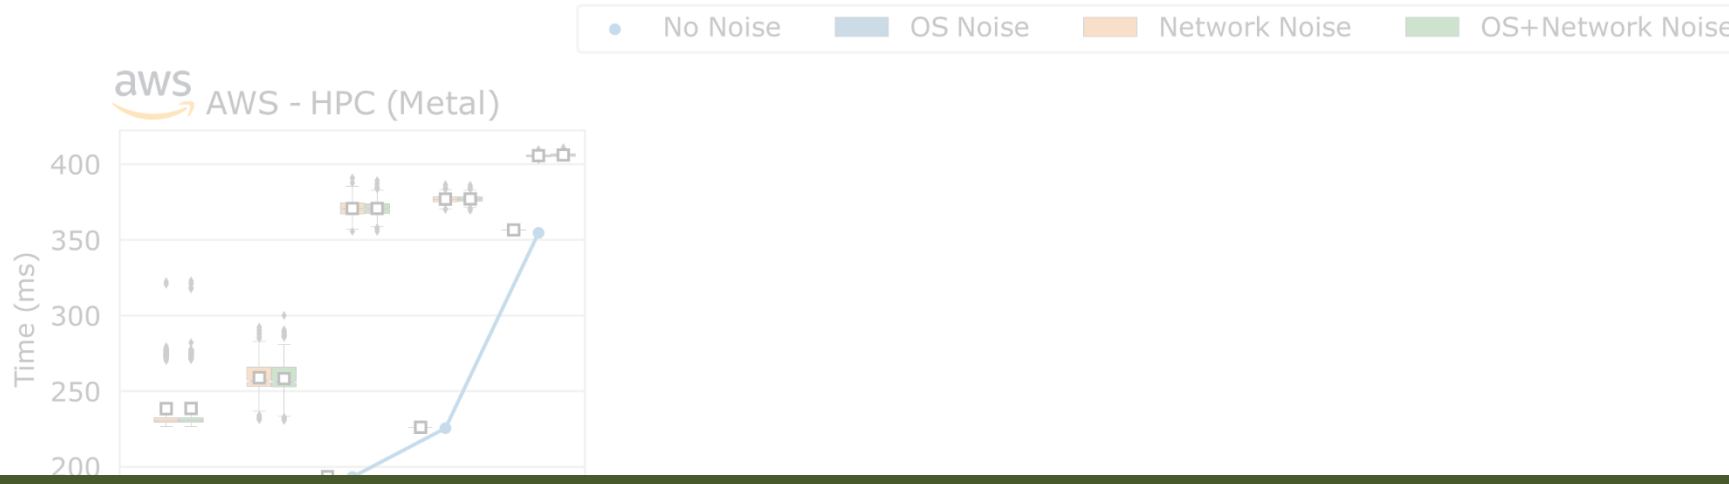 No Noise OS Noise Network Noise OS+Network Noise
aws AWS - HPC (Metal)
400
350
300
250
200
Time (ms)